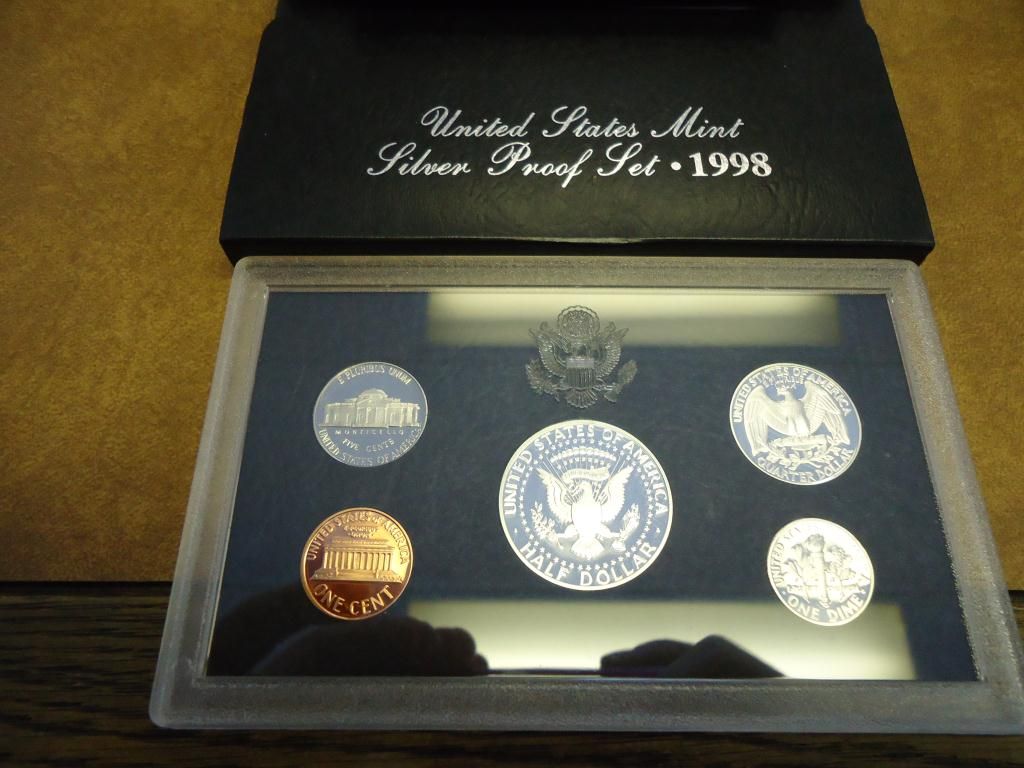 United States Mint
Silver Proof Set • 1998
E PLURIBUS UNUM
MONTICELLO
FIVE CENTS
UNITED STATES OF AMERICA
UNITED STATES OF AMERICA
HALF DOLLAR
UNITED STATES OF AMERICA
QUARTER DOLLAR
UNITED STATES OF AMERICA
ONE CENT
UNITED
ONE DIME